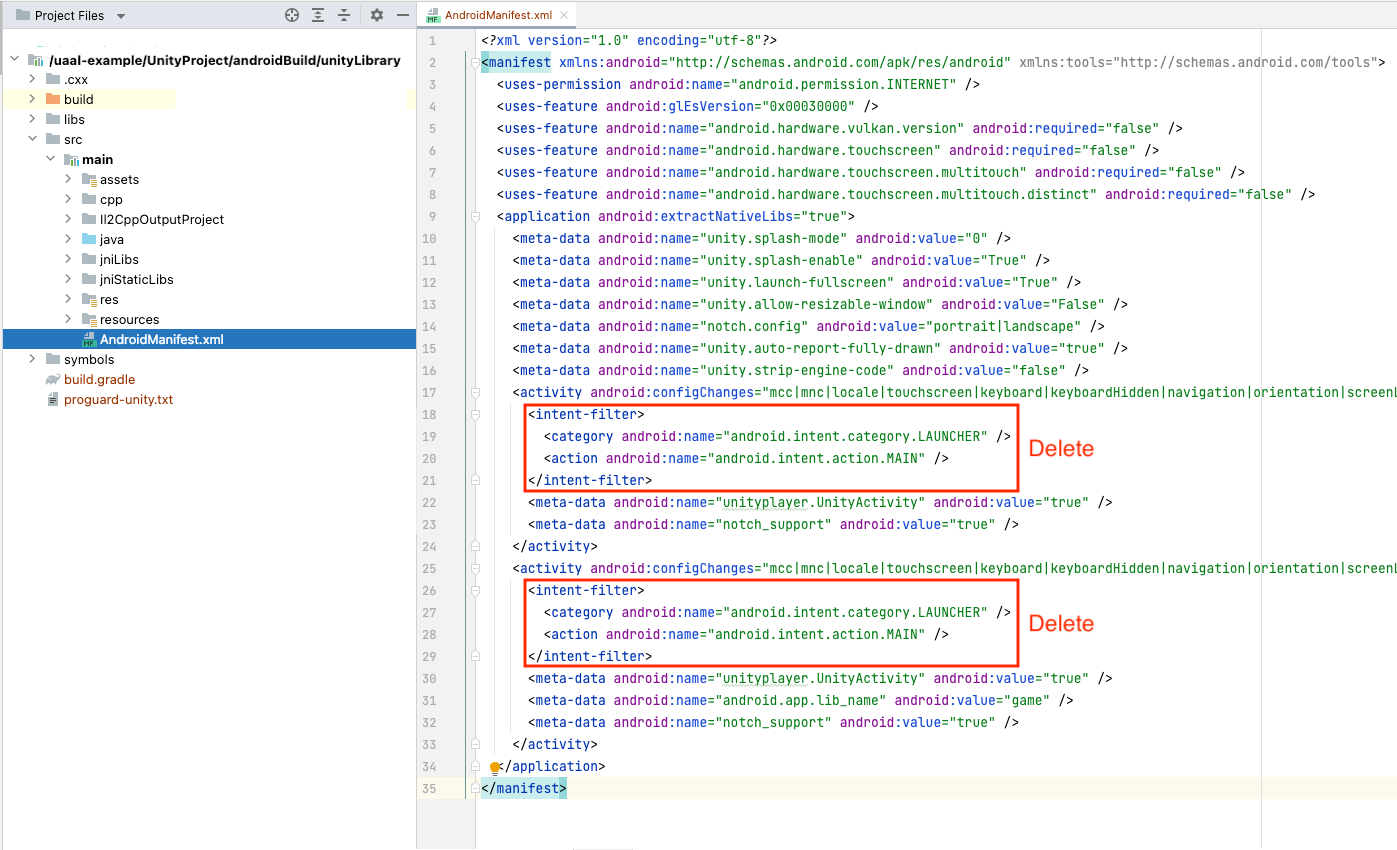 Project Files
AndroidManifest.xml
/uaal-example/UnityProject/androidBuild/unityLibrary
.cxx
build
libs
src
main
assets
cpp
Il2CppOutputProject
java
jniLibs
jniStaticLibs
res
resources
AndroidManifest.xml
symbols
build.gradle
proguard-unity.txt
1 <?xml version="1.0" encoding="utf-8"?>
2 <manifest xmlns:android="http://schemas.android.com/apk/res/android" xmlns:tools="http://schemas.android.com/tools">
3 <uses-permission android:name="android.permission.INTERNET" />
4 <uses-feature android:glEsVersion="0x00030000" />
5 <uses-feature android:name="android.hardware.vulkan.version" android:required="false" />
6 <uses-feature android:name="android.hardware.touchscreen" android:required="false" />
7 <uses-feature android:name="android.hardware.touchscreen.multitouch" android:required="false" />
8 <uses-feature android:name="android.hardware.touchscreen.multitouch.distinct" android:required="false" />
9 <application android:extractNativeLibs="true">
10 <meta-data android:name="unity.splash-mode" android:value="0" />
11 <meta-data android:name="unity.splash-enable" android:value="True" />
12 <meta-data android:name="unity.launch-fullscreen" android:value="True" />
13 <meta-data android:name="unity.allow-resizable-window" android:value="False" />
14 <meta-data android:name="notch.config" android:value="portrait|landscape" />
15 <meta-data android:name="unity.auto-report-fully-drawn" android:value="true" />
16 <meta-data android:name="unity.strip-engine-code" android:value="false" />
17 <activity android:configChanges="mcc|mnc|locale|touchscreen|keyboard|keyboardHidden|navigation|orientation|screenL
18 <intent-filter>
19 <category android:name="android.intent.category.LAUNCHER" />
Delete
20 <action android:name="android.intent.action.MAIN" />
21 </intent-filter>
22 <meta-data android:name="unityplayer.UnityActivity" android:value="true" />
23 <meta-data android:name="notch_support" android:value="true" />
24 </activity>
25 <activity android:configChanges="mcc|mnc|locale|touchscreen|keyboard|keyboardHidden|navigation|orientation|screenL
26 <intent-filter>
27 <category android:name="android.intent.category.LAUNCHER" />
Delete
28 <action android:name="android.intent.action.MAIN" />
29 </intent-filter>
30 <meta-data android:name="unityplayer.UnityActivity" android:value="true" />
31 <meta-data android:name="android.app.lib_name" android:value="game" />
32 <meta-data android:name="notch_support" android:value="true" />
33 </activity>
34 </application>
35 </manifest>